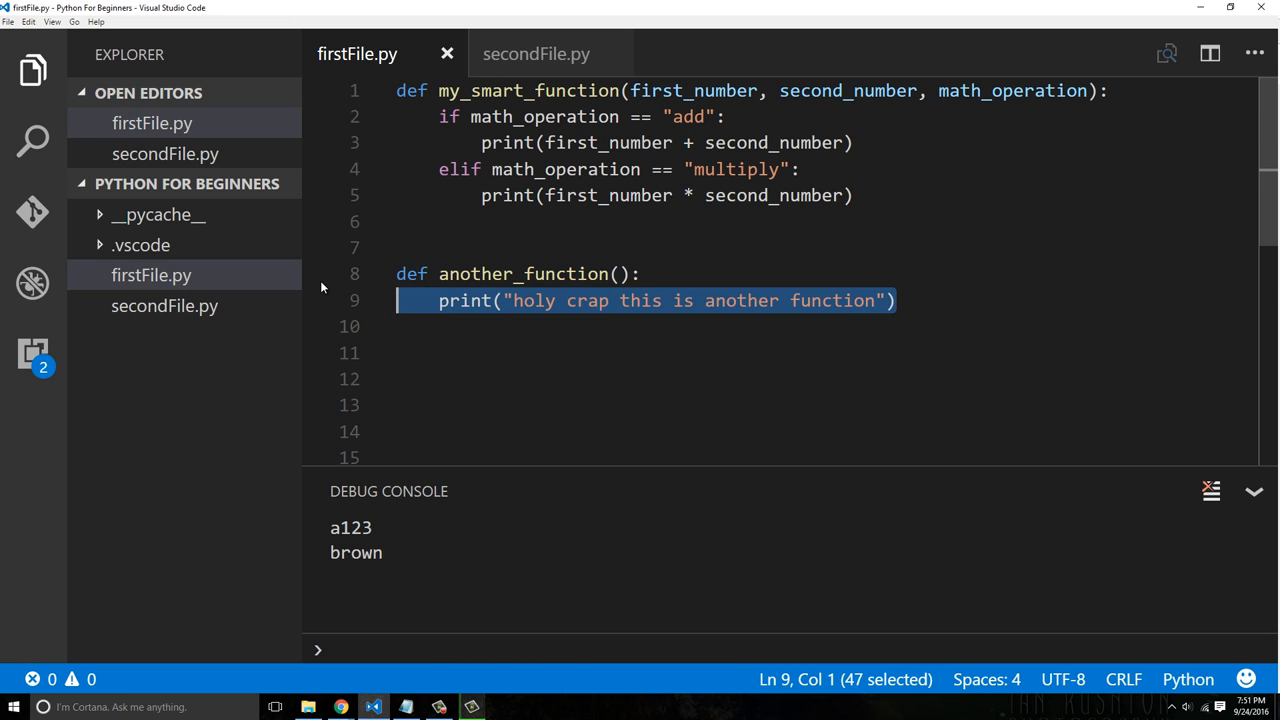 firstFile.py - Python For Beginners - Visual Studio Code
File Edit View Go Help
EXPLORER
OPEN EDITORS
firstFile.py
secondFile.py
PYTHON FOR BEGINNERS
__pycache__
.vscode
firstFile.py
secondFile.py
2
firstFile.py secondFile.py
1 def my_smart_function(first_number, second_number, math_operation):
2 if math_operation == "add":
3 print(first_number + second_number)
4 elif math_operation == "multiply":
5 print(first_number * second_number)
6
7
8 def another_function():
9 print("holy crap this is another function")
10
11
12
13
14
15
DEBUG CONSOLE
a123
brown
0 0 Ln 9, Col 1 (47 selected) Spaces: 4 UTF-8 CRLF Python
I'm Cortana. Ask me anything.
7:51 PM
9/24/2016